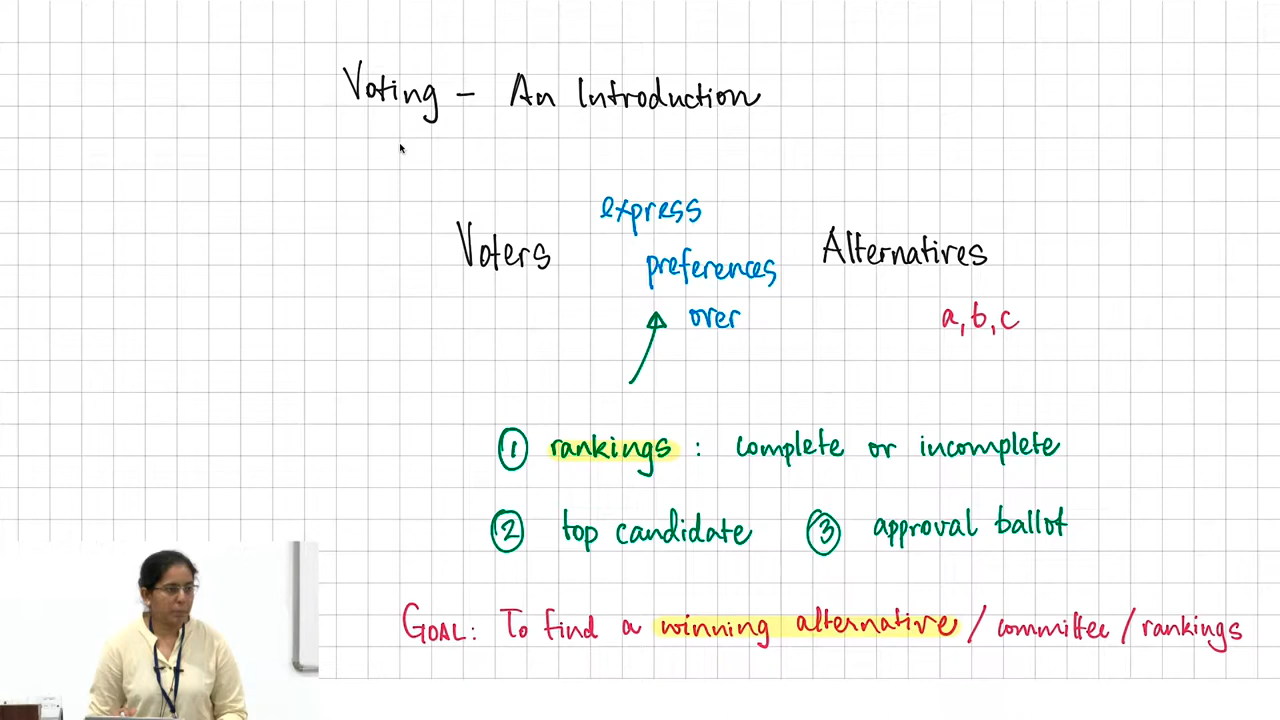 Voting - An Introduction
express
Voters preferences Alternatives
over a, b, c
① rankings : complete or incomplete
② top candidate ③ approval ballot
GOAL: To find a winning alternative / committee / rankings